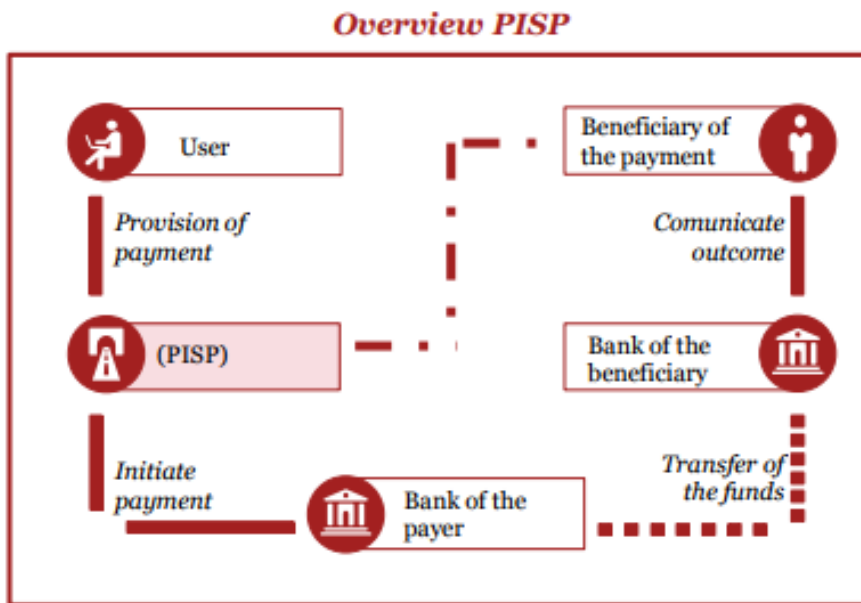 Overview PISP
User
Beneficiary of
the payment
Provision of
payment
Comunicate
outcome
(PISP)
Bank of the
beneficiary
Initiate
payment
Transfer of
the funds
Bank of the
payer